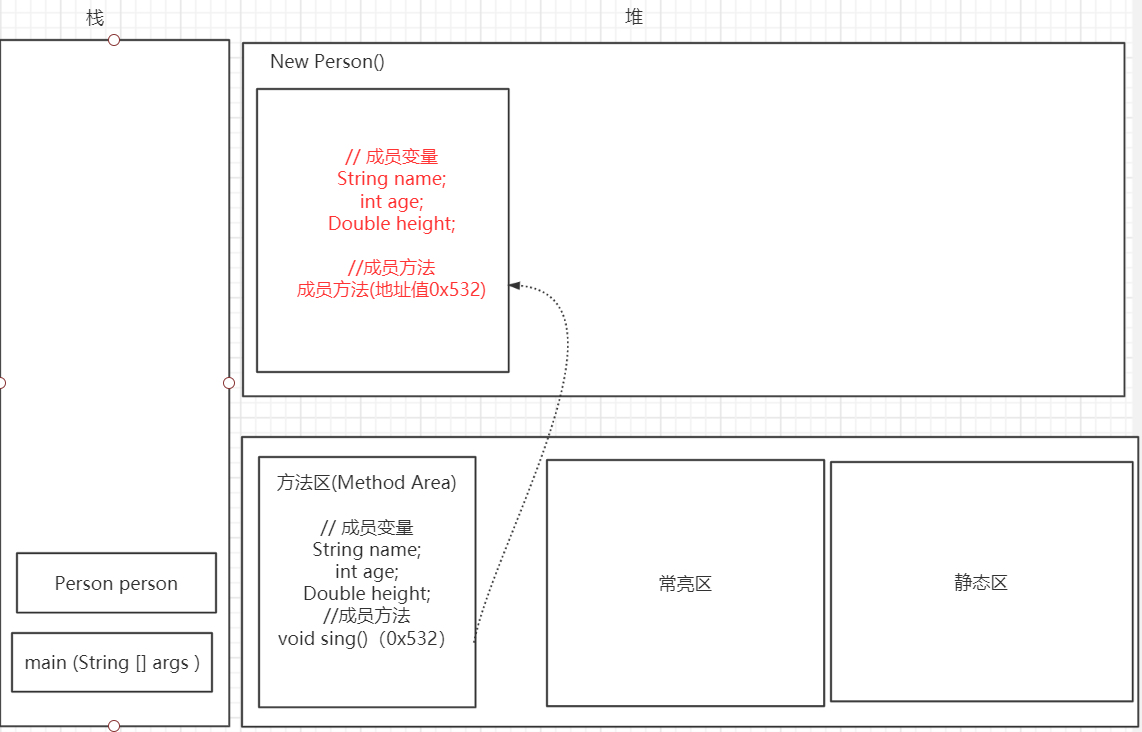 栈
堆
New Person()
// 成员变量
String name;
int age;
Double height;
//成员方法
成员方法(地址值0x532)
Person person
main (String [] args )
方法区(Method Area)
// 成员变量
String name;
int age;
Double height;
//成员方法
void sing()（0x532）
常亮区
静态区